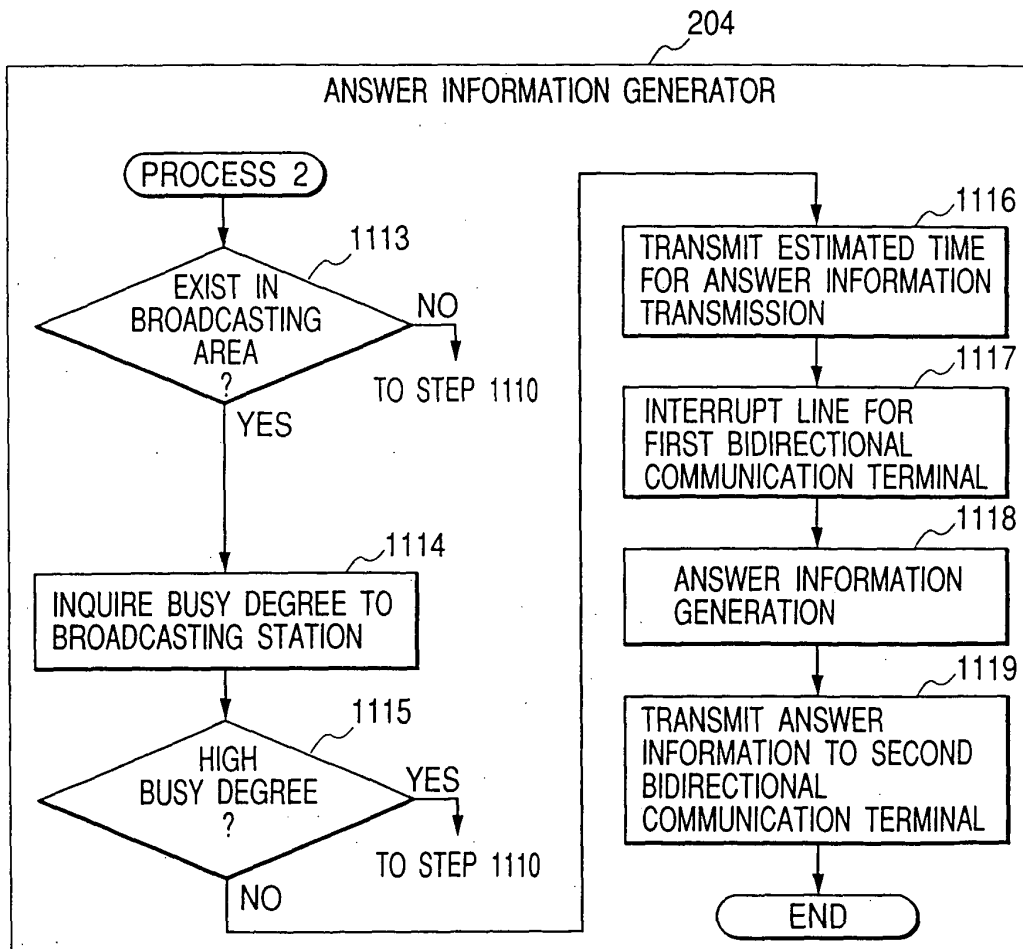 204
ANSWER INFORMATION GENERATOR
PROCESS 2
1113
EXIST IN
BROADCASTING
AREA
?
NO
TO STEP 1110
YES
1114
INQUIRE BUSY DEGREE TO
BROADCASTING STATION
1115
HIGH
BUSY DEGREE
?
YES
TO STEP 1110
NO
1116
TRANSMIT ESTIMATED TIME
FOR ANSWER INFORMATION
TRANSMISSION
1117
INTERRUPT LINE FOR
FIRST BIDIRECTIONAL
COMMUNICATION TERMINAL
1118
ANSWER INFORMATION
GENERATION
1119
TRANSMIT ANSWER
INFORMATION TO SECOND
BIDIRECTIONAL
COMMUNICATION TERMINAL
END